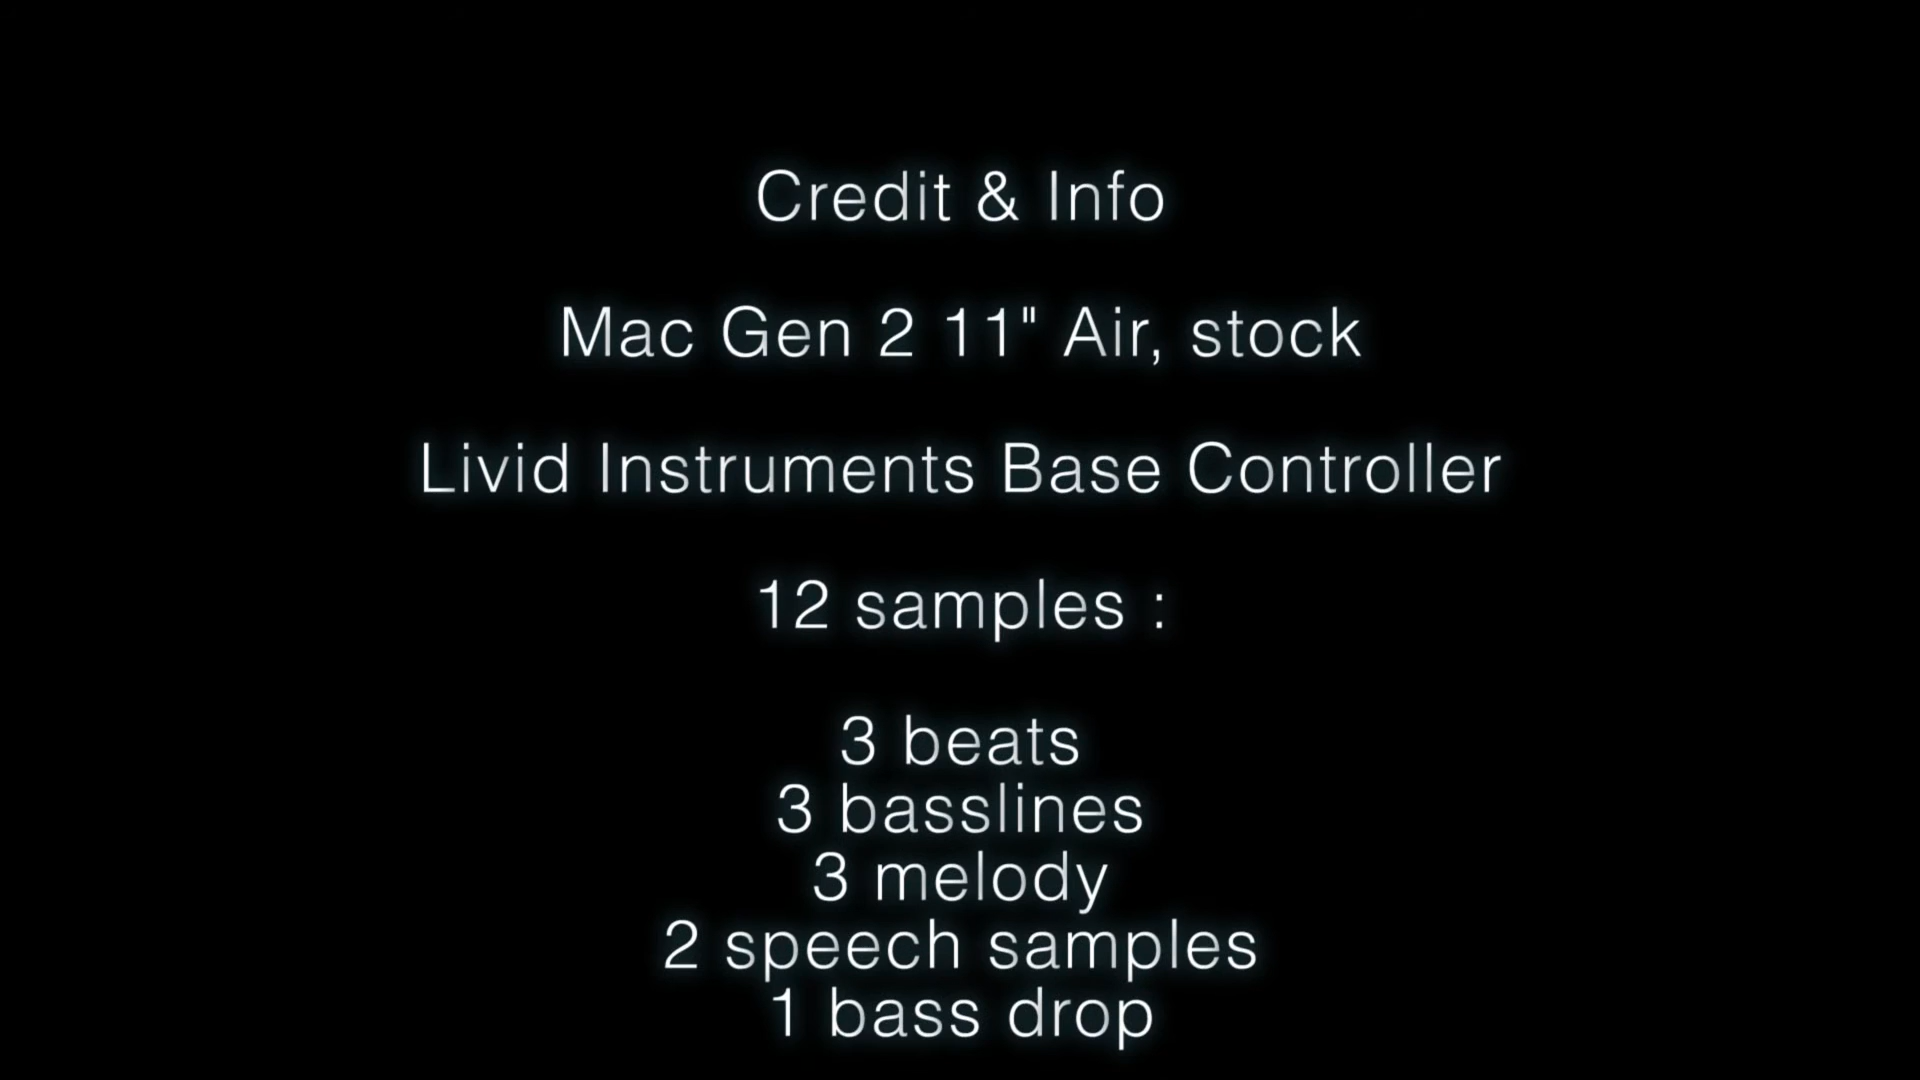 Credit & Info
Mac Gen 2 11" Air, stock
Livid Instruments Base Controller
12 samples :
3 beats
3 basslines
3 melody
2 speech samples
1 bass drop